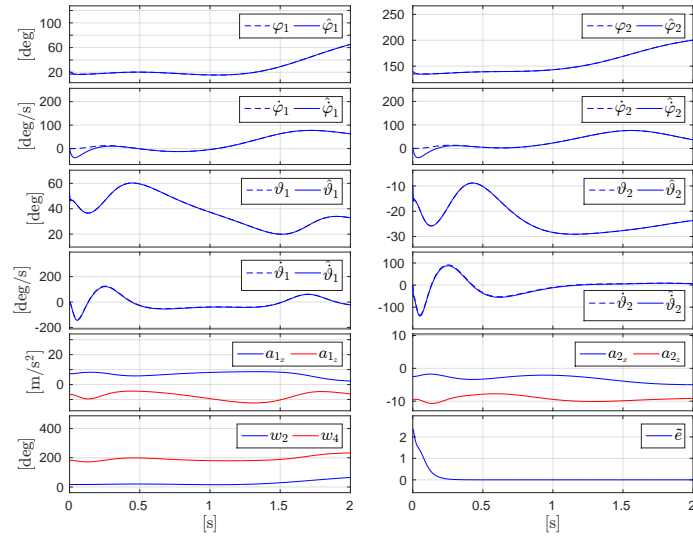 [deg] 100 60 20 φ₁ φ̂₁
250 200 150 φ₂ φ̂₂
[deg/s] 200 100 0 φ̇₁ φ̇̂₁
200 100 0 φ̇₂ φ̇̂₂
[deg] 60 40 20 ϑ₁ ϑ̂₁
-10 -20 -30 ϑ₂ ϑ̂₂
[deg/s] 200 0 -200 ϑ̇₁ ϑ̇̂₁
100 0 -100 ϑ̇₂ ϑ̇̂₂
[m/s²] 20 0 a₁ₓ a₁_z
0 -10 a₂ₓ a₂_z
[deg] 400 200 0 w₂ w₄
2 1 0 ẽ
0 0.5 1 1.5 2
0 0.5 1 1.5 2
[s]
[s]